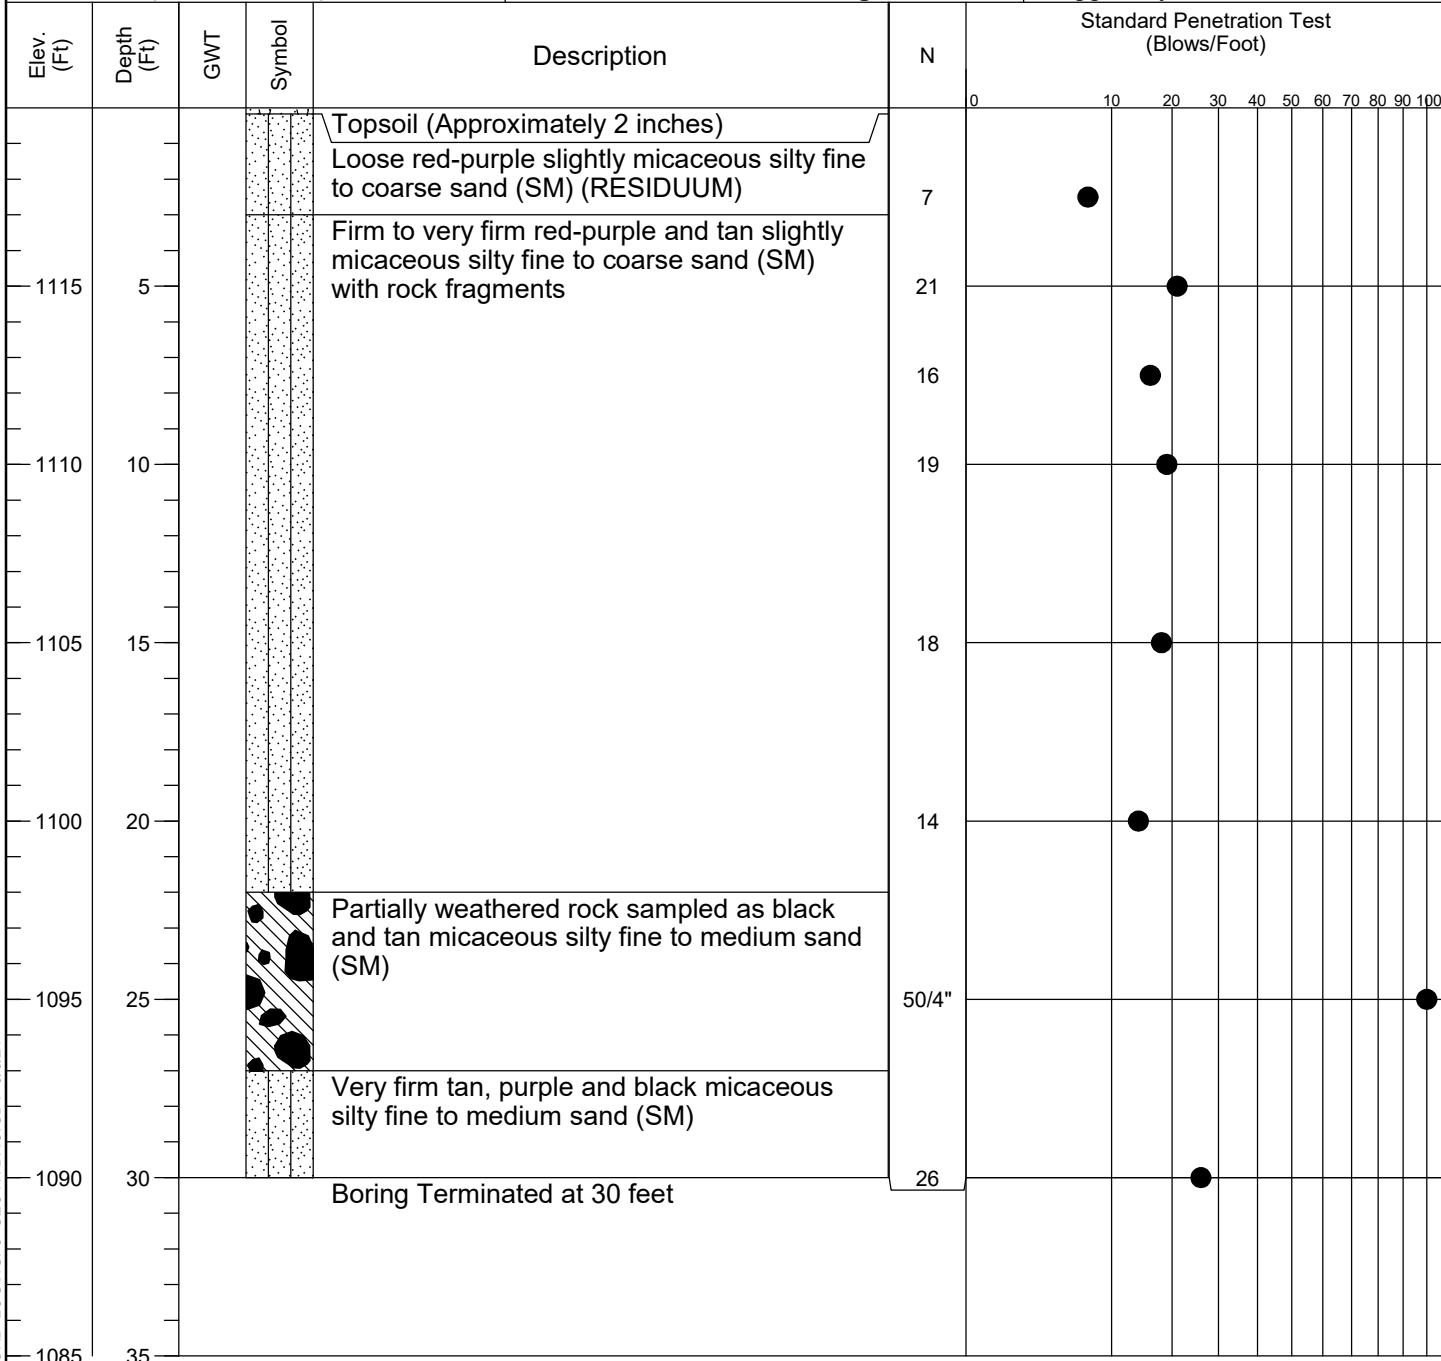 Elev.
(Ft)
Depth
(Ft)
GWT
Symbol
Description
N
Standard Penetration Test
(Blows/Foot)
0 10 20 30 40 50 60 70 80 90 100
Topsoil (Approximately 2 inches)
Loose red-purple slightly micaceous silty fine
to coarse sand (SM) (RESIDUUM)
7
Firm to very firm red-purple and tan slightly
micaceous silty fine to coarse sand (SM)
with rock fragments
1115 5 21
16
1110 10 19
1105 15 18
1100 20 14
Partially weathered rock sampled as black
and tan micaceous silty fine to medium sand
(SM)
1095 25 50/4"
Very firm tan, purple and black micaceous
silty fine to medium sand (SM)
1090 30 26
Boring Terminated at 30 feet
1085 35